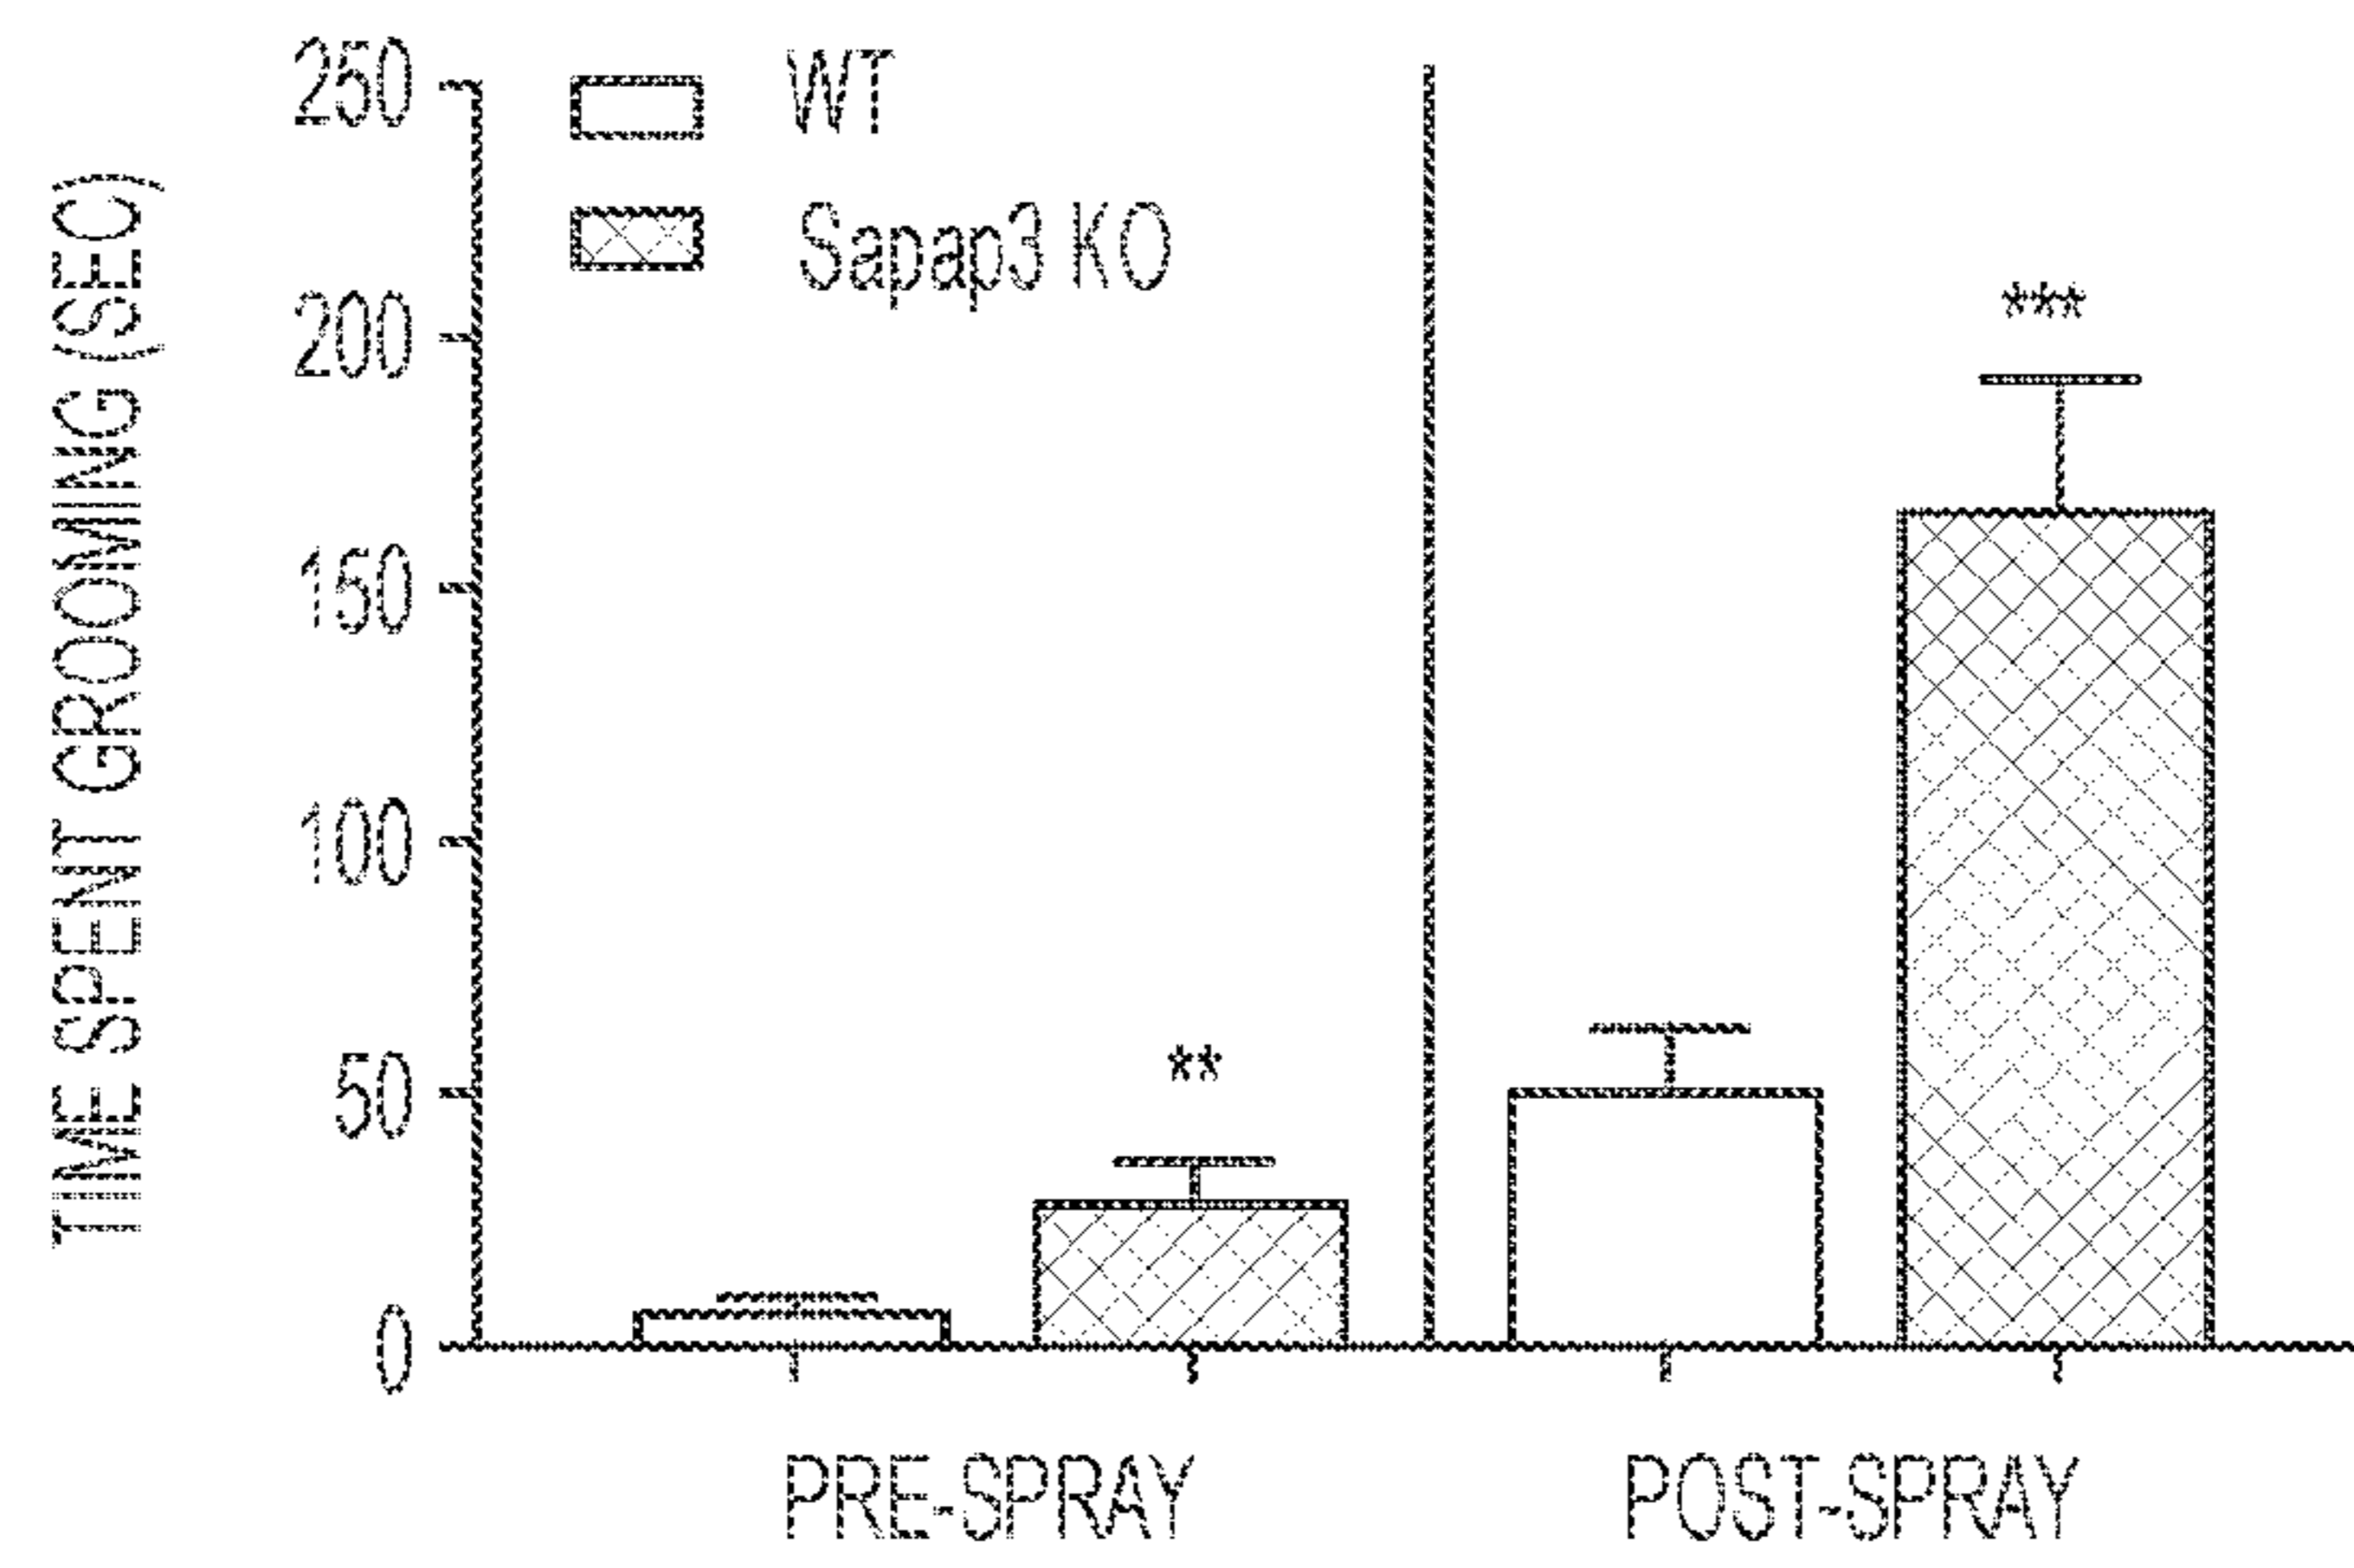 TIME SPENT GROOMING (SEC)
250
200
150
100
50
0
WT
Sapap3 KO
**
***
PRE-SPRAY
POST-SPRAY